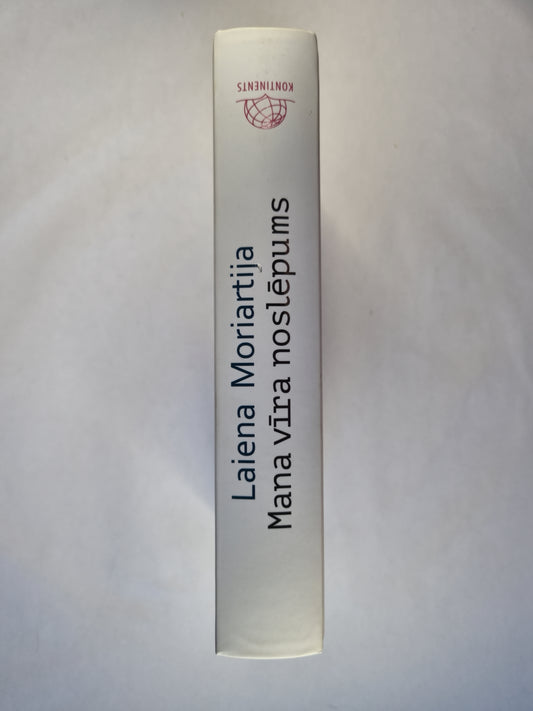 Laiena Moriartija
Mana vīra noslēpums
KONTINENTS